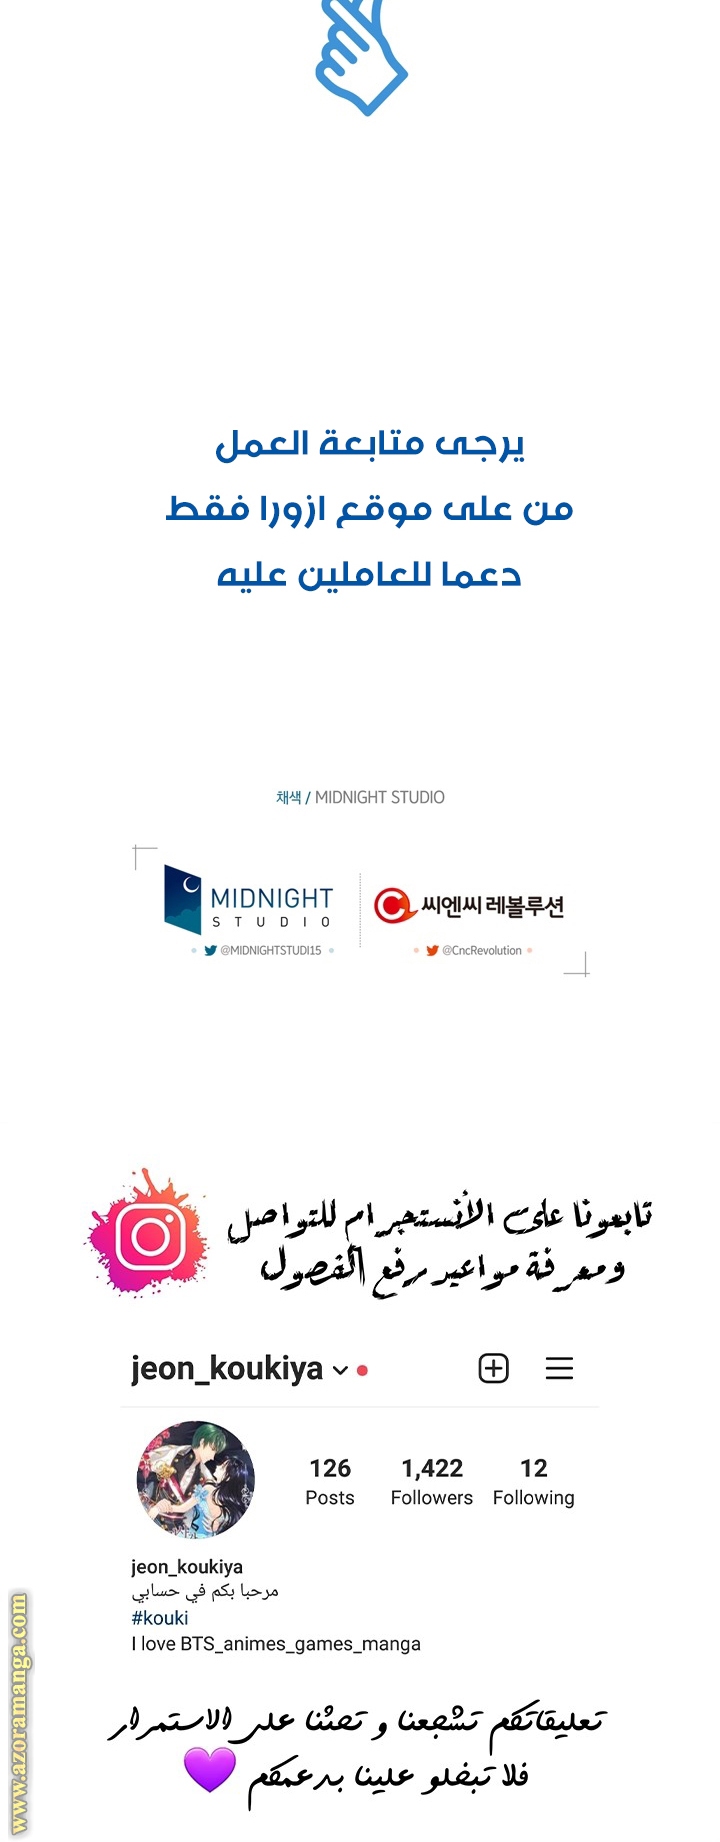 يرجى متابعة العمل
من على موقع ازورا فقط
دعما للعاملين عليه
채색 / MIDNIGHT STUDIO
MIDNIGHT
STUDIO
@MIDNIGHTSTUDI15
씨엔씨 레볼루션
@CncRevolution
تابعونا على الأنستجرام للتواصل
ومعرفة مواعيد رفع الفصول
jeon_koukiya
126 1,422 12
Posts Followers Following
jeon_koukiya
مرحبا بكم في حسابي
#kouki
I love BTS_animes_games_manga
تعليقاتكم تشجعنا و تحثنا على الاستمرار
فلا تبخلو علينا بدعمكم 💜
www.azoramanga.com